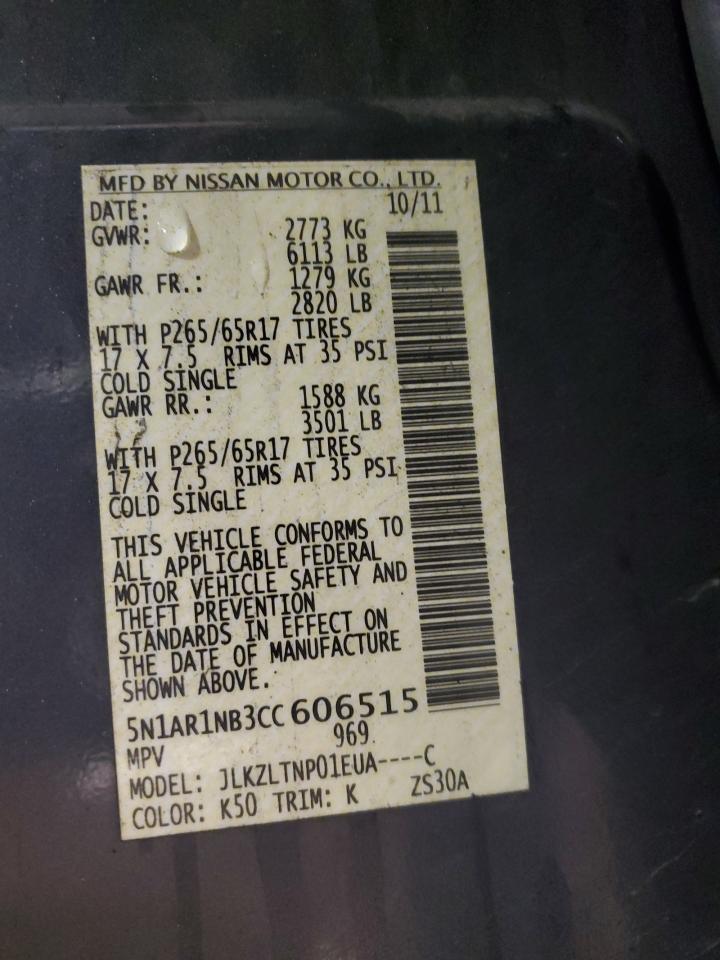 MFD BY NISSAN MOTOR CO., LTD.
DATE: 10/11
GVWR: 2773 KG
6113 LB
GAWR FR.: 1279 KG
2820 LB
WITH P265/65R17 TIRES
17 X 7.5 RIMS AT 35 PSI
COLD SINGLE
GAWR RR.: 1588 KG
3501 LB
WITH P265/65R17 TIRES
17 X 7.5 RIMS AT 35 PSI
COLD SINGLE
THIS VEHICLE CONFORMS TO
ALL APPLICABLE FEDERAL
MOTOR VEHICLE SAFETY AND
THEFT PREVENTION
STANDARDS IN EFFECT ON
THE DATE OF MANUFACTURE
SHOWN ABOVE.
5N1AR1NB3CC606515
MPV 969
MODEL: JLKZLTNP01EUA----C
COLOR: K50 TRIM: K ZS30A